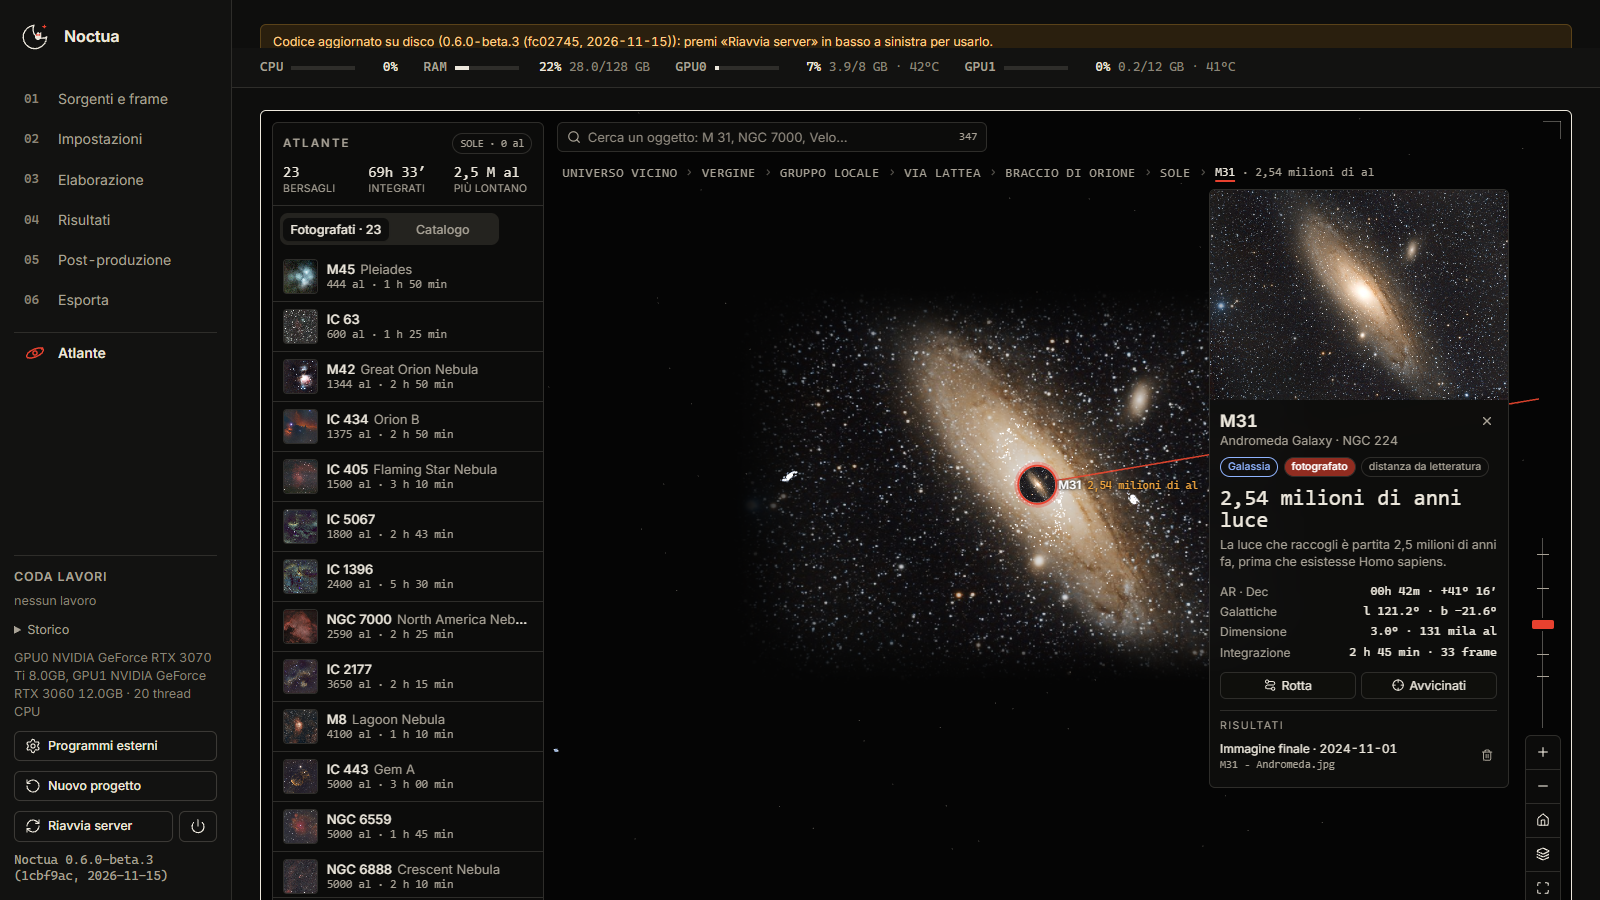 Noctua
01 Sorgenti e frame
02 Impostazioni
03 Elaborazione
04 Risultati
05 Post-produzione
06 Esporta
Atlante
CODA LAVORI
nessun lavoro
Storico
GPU0 NVIDIA GeForce RTX 3070
Ti 8.0GB, GPU1 NVIDIA GeForce
RTX 3060 12.0GB · 20 thread
CPU
Programmi esterni
Nuovo progetto
Riavvia server
Noctua 0.6.0-beta.3
(1cbf9ac, 2026-11-15)
Codice aggiornato su disco (0.6.0-beta.3 (fc02745, 2026-11-15)): premi «Riavvia server» in basso a sinistra per usarlo.
CPU 0% RAM 22% 28.0/128 GB GPU0 7% 3.9/8 GB · 42°C GPU1 0% 0.2/12 GB · 41°C
ATLANTE SOLE · 0 al
23 69h 33′ 2,5 M al
BERSAGLI INTEGRATI PIÙ LONTANO
Fotografati · 23 Catalogo
M45 Pleiades
444 al · 1 h 50 min
IC 63
600 al · 1 h 25 min
M42 Great Orion Nebula
1344 al · 2 h 50 min
IC 434 Orion B
1375 al · 2 h 50 min
IC 405 Flaming Star Nebula
1500 al · 3 h 10 min
IC 5067
1800 al · 2 h 43 min
IC 1396
2400 al · 5 h 30 min
NGC 7000 North America Neb...
2590 al · 2 h 25 min
IC 2177
3650 al · 2 h 15 min
M8 Lagoon Nebula
4100 al · 1 h 10 min
IC 443 Gem A
5000 al · 3 h 00 min
NGC 6559
5000 al · 1 h 45 min
NGC 6888 Crescent Nebula
5000 al · 2 h 10 min
Cerca un oggetto: M 31, NGC 7000, Velo... 347
UNIVERSO VICINO › VERGINE › GRUPPO LOCALE › VIA LATTEA › BRACCIO DI ORIONE › SOLE › M31 · 2,54 milioni di al
M31 2,54 milioni di al
M31
Andromeda Galaxy · NGC 224
Galassia fotografato distanza da letteratura
2,54 milioni di anni
luce
La luce che raccogli è partita 2,5 milioni di anni
fa, prima che esistesse Homo sapiens.
AR · Dec 00h 42m · +41° 16′
Galattiche l 121.2° · b −21.6°
Dimensione 3.0° · 131 mila al
Integrazione 2 h 45 min · 33 frame
Rotta Avvicinati
RISULTATI
Immagine finale · 2024-11-01
M31 - Andromeda.jpg